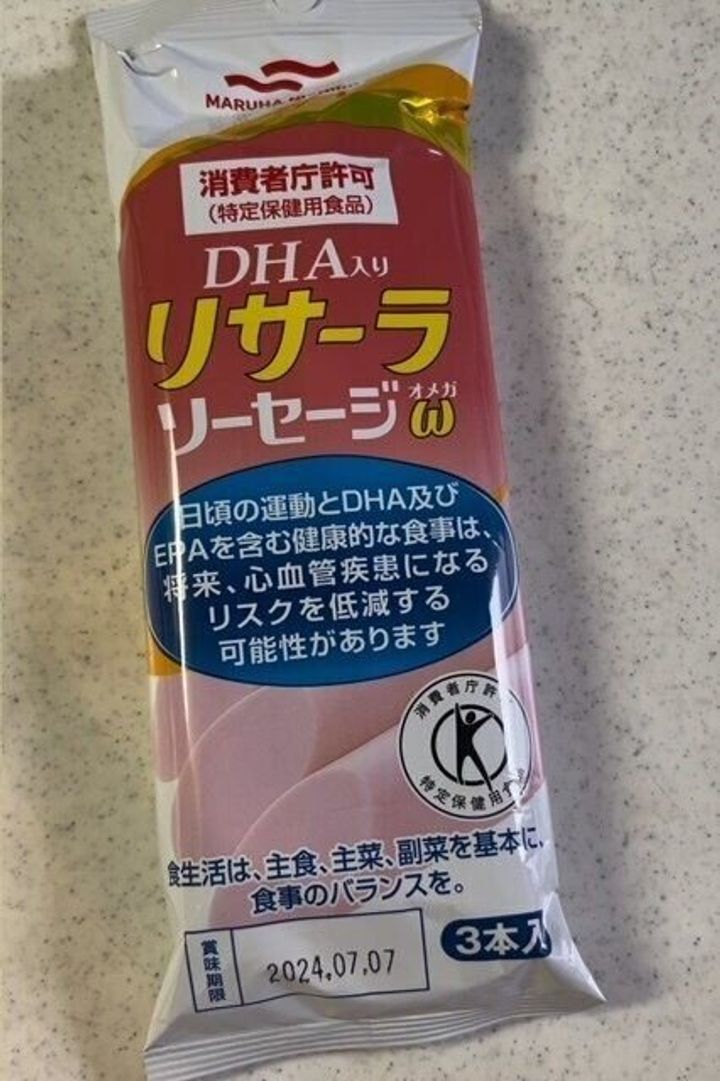 MARUHA
消費者庁許可
(特定保健用食品)
DHA入り
リサーラ
オメガ
ソーセージω
日頃の運動とDHA及び
EPAを含む健康的な食事は、
将来、心血管疾患になる
リスクを低減する
可能性があります
消費者庁許
特定保健用食品
食生活は、主食、主菜、副菜を基本に、
食事のバランスを。
賞味期限
2024.07.07
3本入